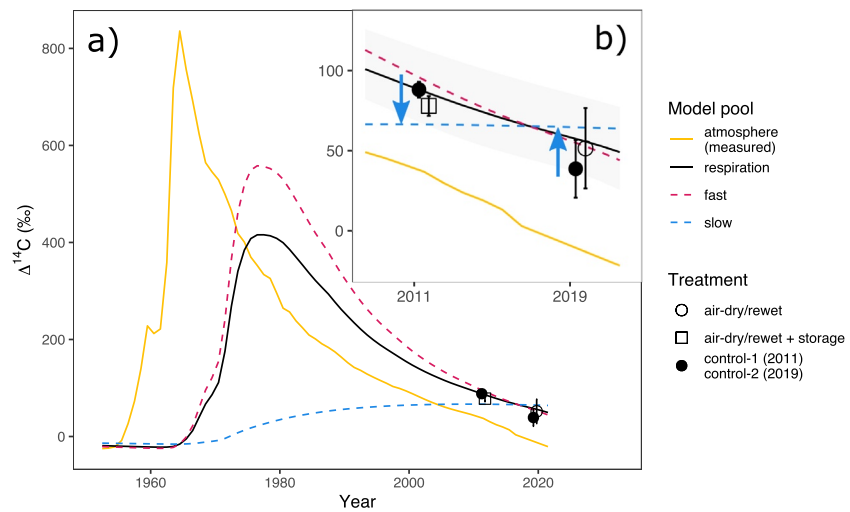 a)
b)
800
600
400
200
0
Δ14C (‰)
1960
1980
2000
2020
Year
100
50
0
2011
2019
Model pool
atmosphere
(measured)
respiration
fast
slow
Treatment
air-dry/rewet
air-dry/rewet + storage
control-1 (2011)
control-2 (2019)